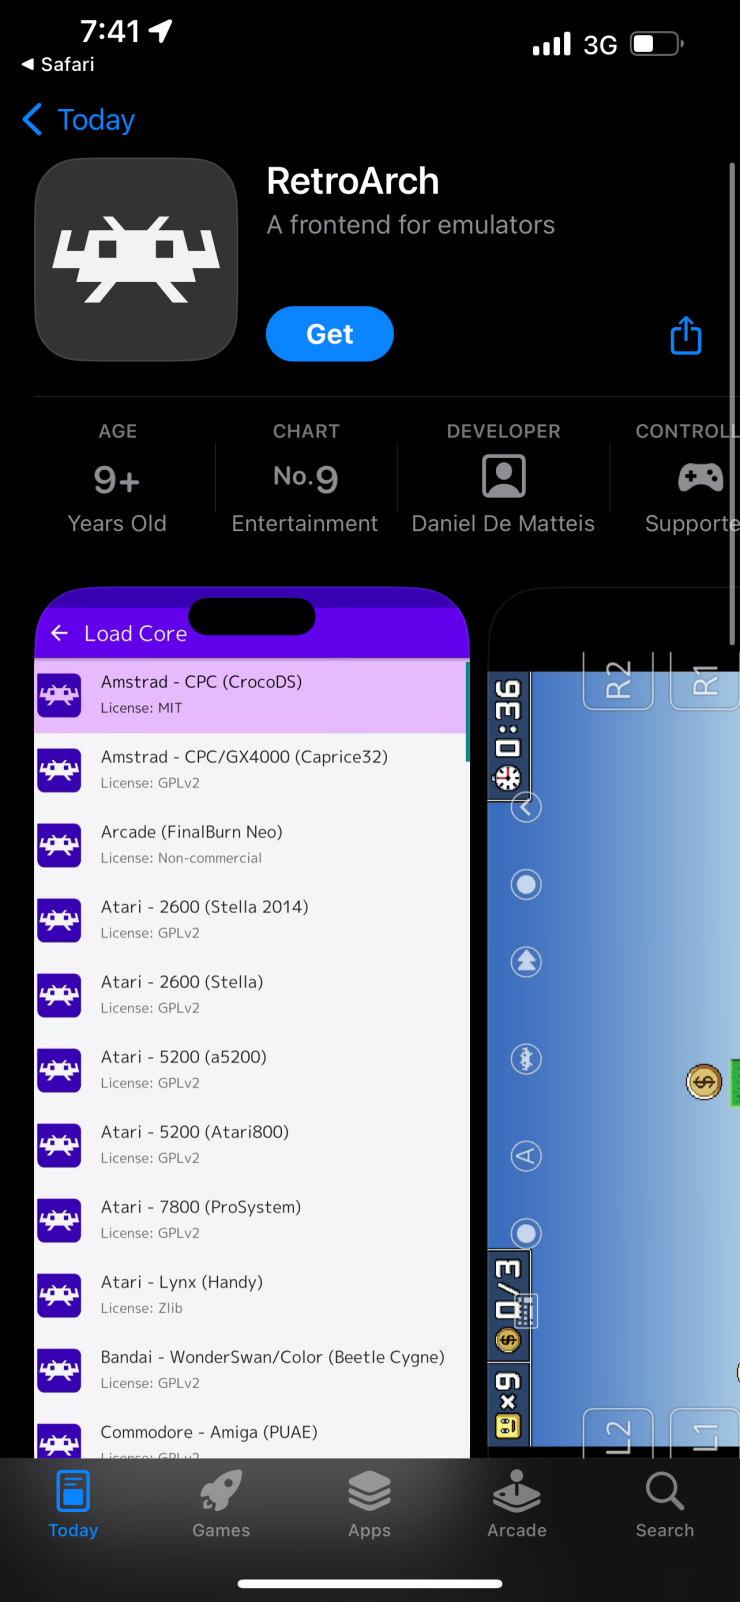 7:41
3G
Safari
Today
RetroArch
A frontend for emulators
Get
AGE
9+
Years Old
CHART
No.9
Entertainment
DEVELOPER
Daniel De Matteis
CONTROLL
Supporte
Load Core
Amstrad - CPC (CrocoDS)
License: MIT
Amstrad - CPC/GX4000 (Caprice32)
License: GPLv2
Arcade (FinalBurn Neo)
License: Non-commercial
Atari - 2600 (Stella 2014)
License: GPLv2
Atari - 2600 (Stella)
License: GPLv2
Atari - 5200 (a5200)
License: GPLv2
Atari - 5200 (Atari800)
License: GPLv2
Atari - 7800 (ProSystem)
License: GPLv2
Atari - Lynx (Handy)
License: Zlib
Bandai - WonderSwan/Color (Beetle Cygne)
License: GPLv2
Commodore - Amiga (PUAE)
License: GPLv2
R2
R1
0:36
A
3/0
6×
L2
L1
Today
Games
Apps
Arcade
Search